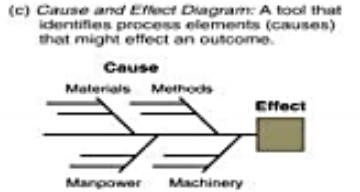 (c) Cause and Effect Diagram: A tool that
identifies process elements (causes)
that might effect an outcome.
Cause
Materials Methods
Effect
Manpower Machinery